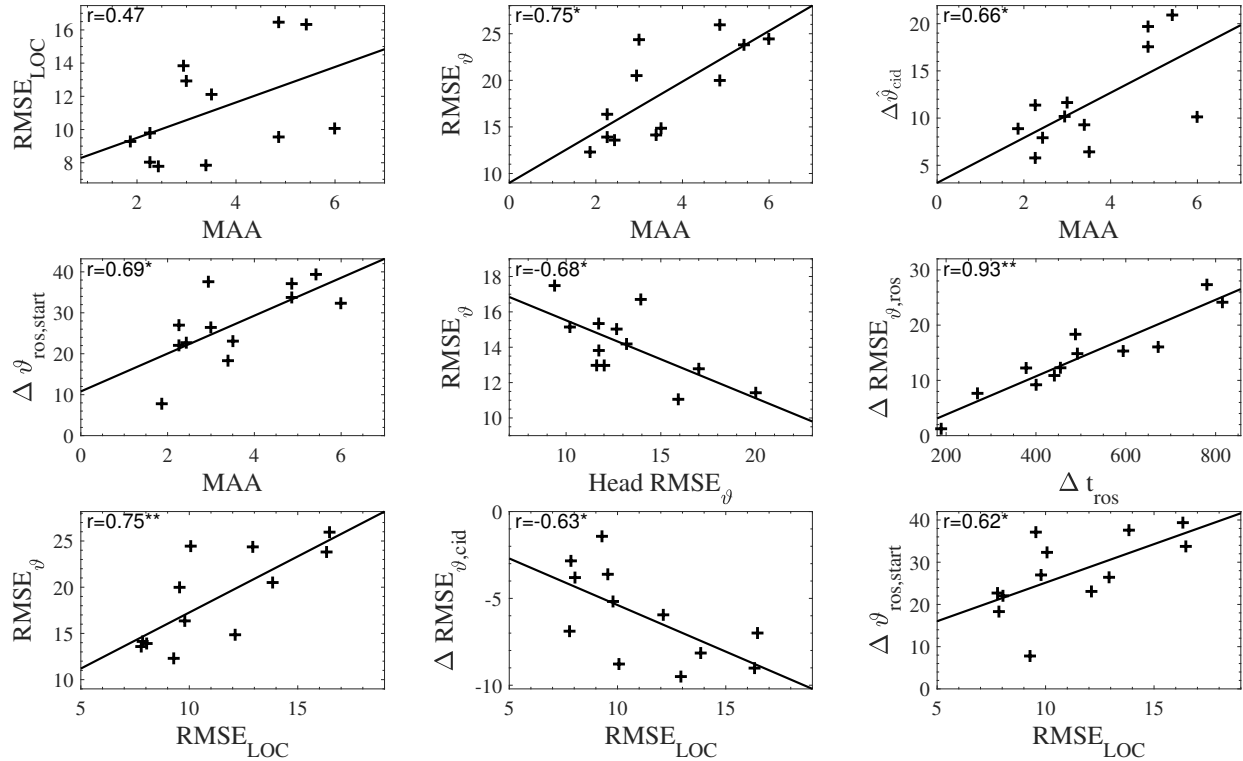 r=0.47
RMSE_LOC
16
14
12
10
8
2
4
6
MAA
r=0.75*
RMSE_ϑ
25
20
15
10
0
2
4
6
MAA
r=0.66*
Δϑ̂_cid
20
15
10
5
0
2
4
6
MAA
r=0.69*
Δ ϑ_ros,start
40
30
20
10
0
0
2
4
6
MAA
r=-0.68*
RMSE_ϑ
18
16
14
12
10
10
15
20
Head RMSE_ϑ
r=0.93**
Δ RMSE_ϑ,ros
30
20
10
0
200
400
600
800
Δ t_ros
r=0.75**
RMSE_ϑ
25
20
15
10
5
10
15
RMSE_LOC
r=-0.63*
Δ RMSE_ϑ,cid
0
-5
-10
5
10
15
RMSE_LOC
r=0.62*
Δ ϑ_ros,start
40
30
20
10
0
5
10
15
RMSE_LOC